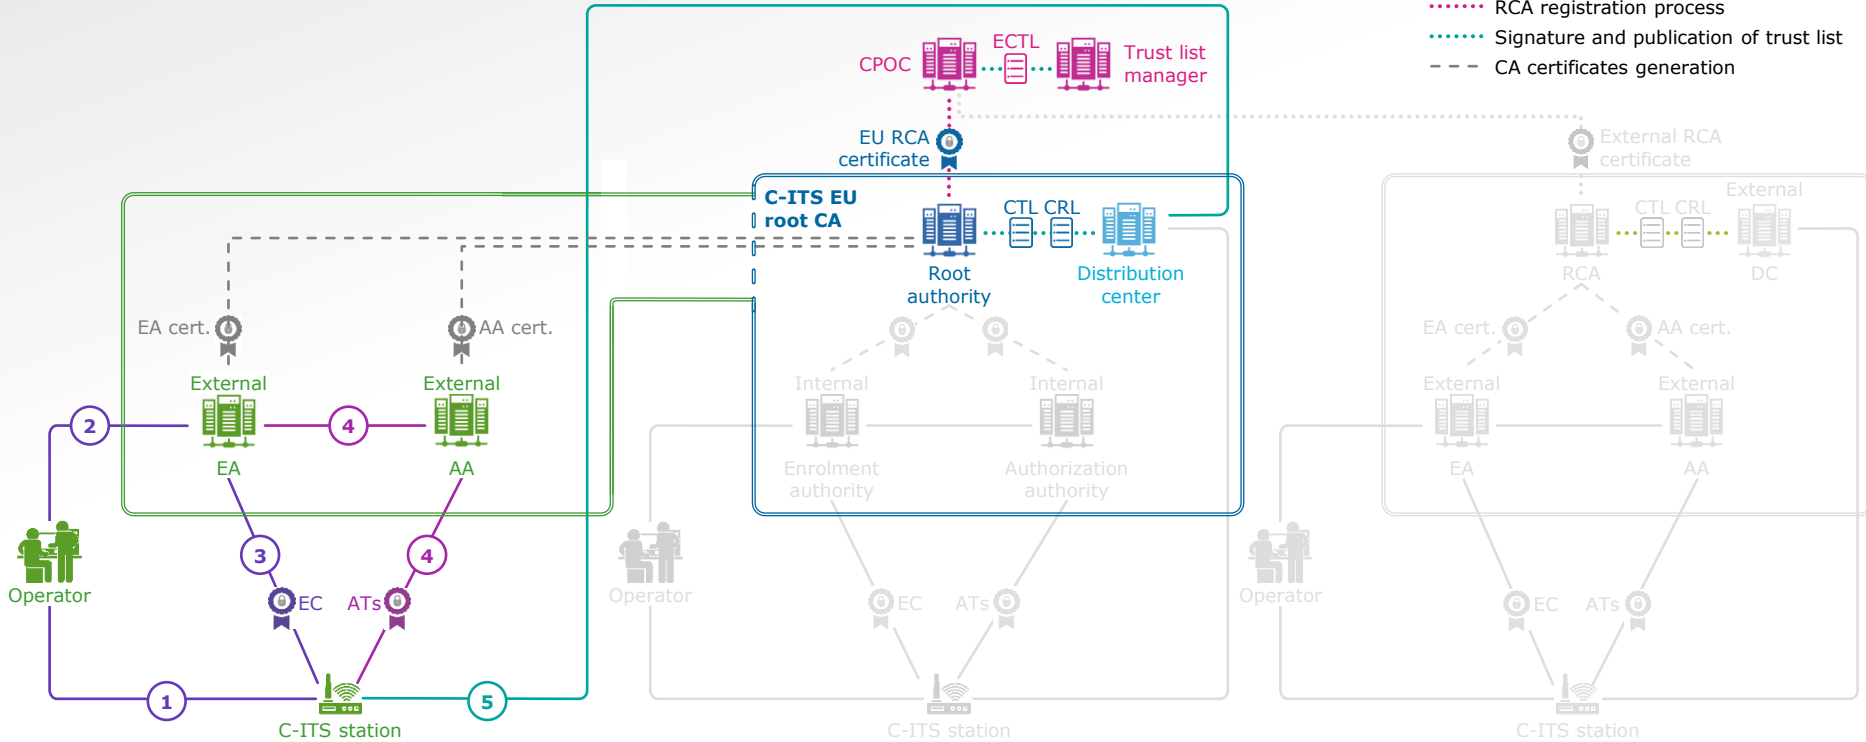 RCA registration process
Signature and publication of trust list
CA certificates generation
CPOC
ECTL
Trust list
manager
EU RCA
certificate
External RCA
certificate
C-ITS EU
root CA
CTL CRL
Root
authority
Distribution
center
External
CTL CRL
RCA
DC
EA cert.
AA cert.
EA cert.
AA cert.
External
External
Internal
Internal
External
External
2
4
EA
AA
Enrolment
authority
Authorization
authority
EA
AA
3
4
Operator
Operator
Operator
EC
ATs
EC
ATs
EC
ATs
1
5
C-ITS station
C-ITS station
C-ITS station